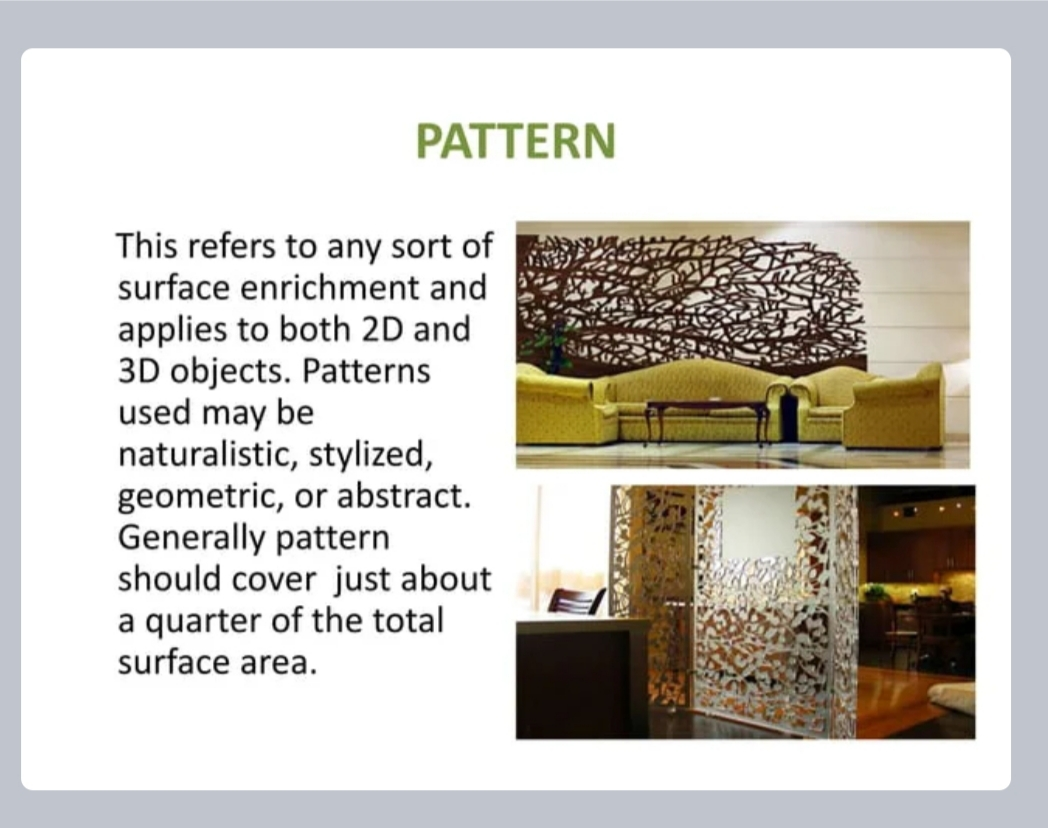 PATTERN
This refers to any sort of
surface enrichment and
applies to both 2D and
3D objects. Patterns
used may be
naturalistic, stylized,
geometric, or abstract.
Generally pattern
should cover  just about
a quarter of the total
surface area.